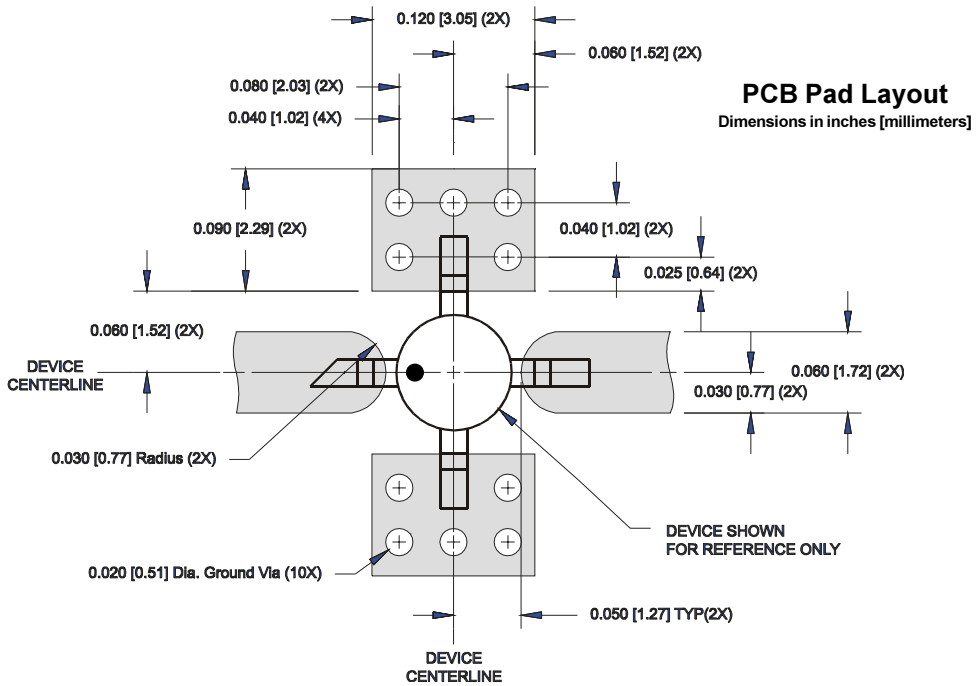 0.120 [3.05] (2X)
0.060 [1.52] (2X)
0.080 [2.03] (2X)
0.040 [1.02] (4X)
PCB Pad Layout
Dimensions in inches [millimeters]
0.090 [2.29] (2X)
0.040 [1.02] (2X)
0.025 [0.64] (2X)
0.060 [1.52] (2X)
DEVICE
CENTERLINE
0.060 [1.72] (2X)
0.030 [0.77] (2X)
0.030 [0.77] Radius (2X)
DEVICE SHOWN
FOR REFERENCE ONLY
0.020 [0.51] Dia. Ground Via (10X)
0.050 [1.27] TYP(2X)
DEVICE
CENTERLINE